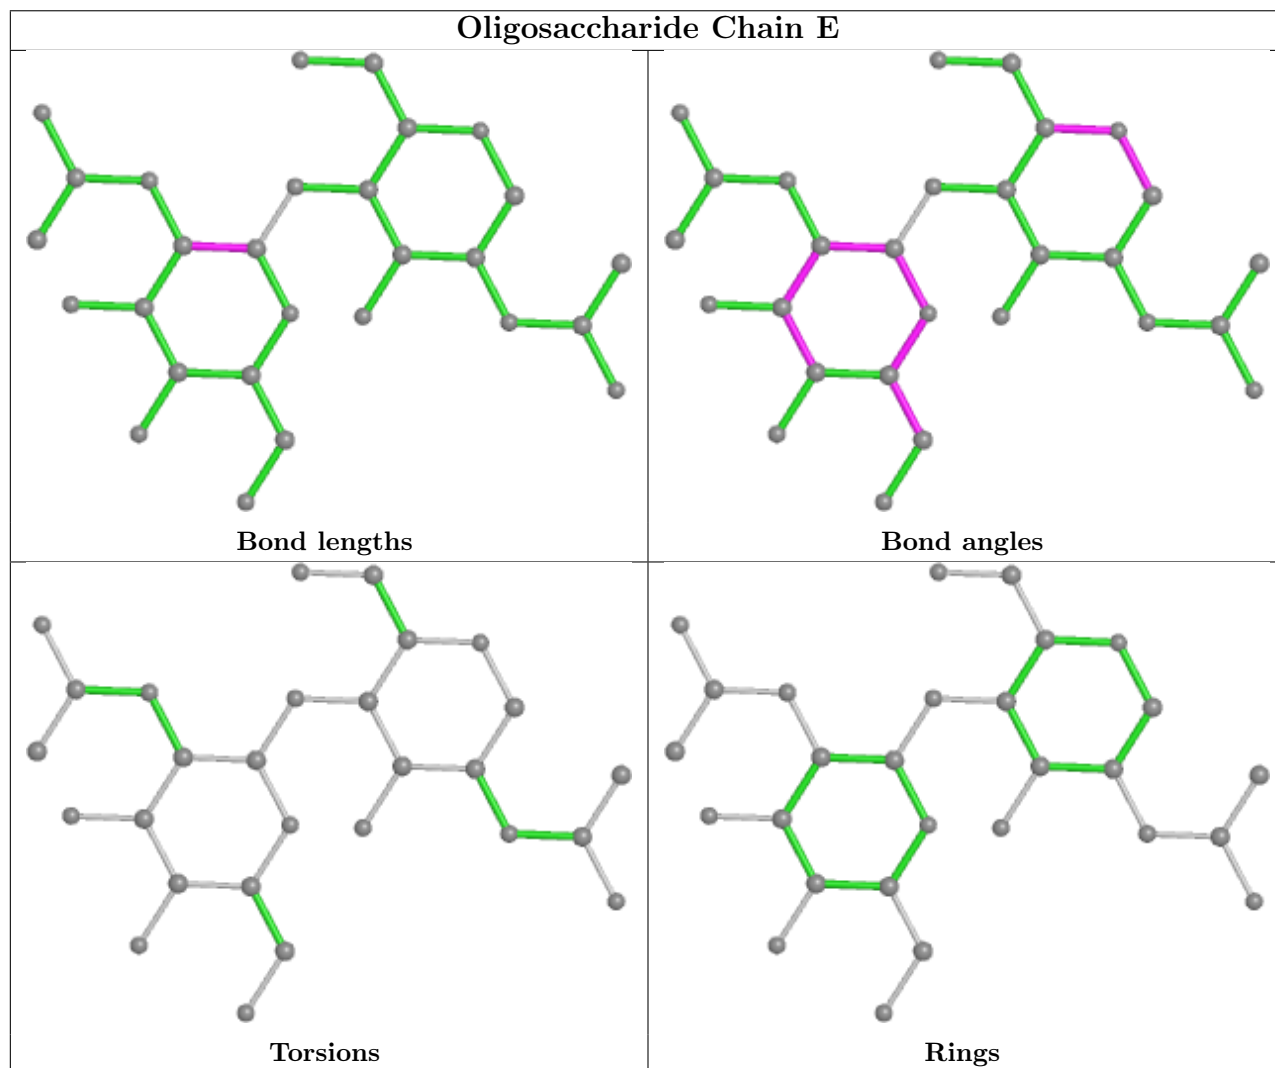 Oligosaccharide Chain E
Bond lengths
Bond angles
Torsions
Rings